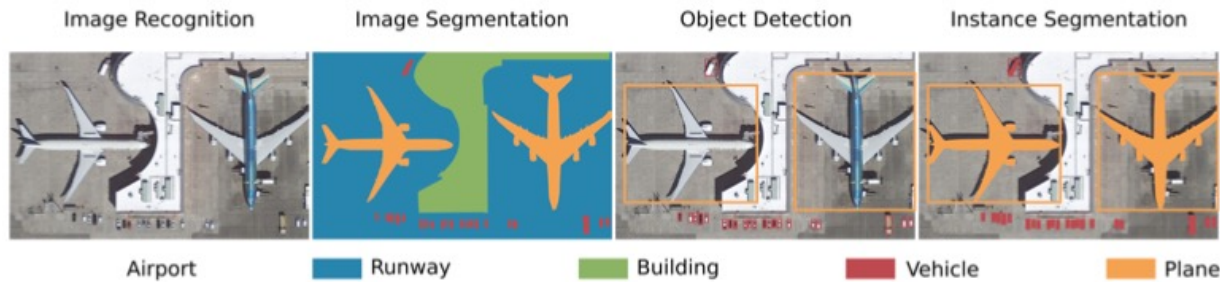 Image Recognition
Image Segmentation
Object Detection
Instance Segmentation
Airport
Runway
Building
Vehicle
Plane